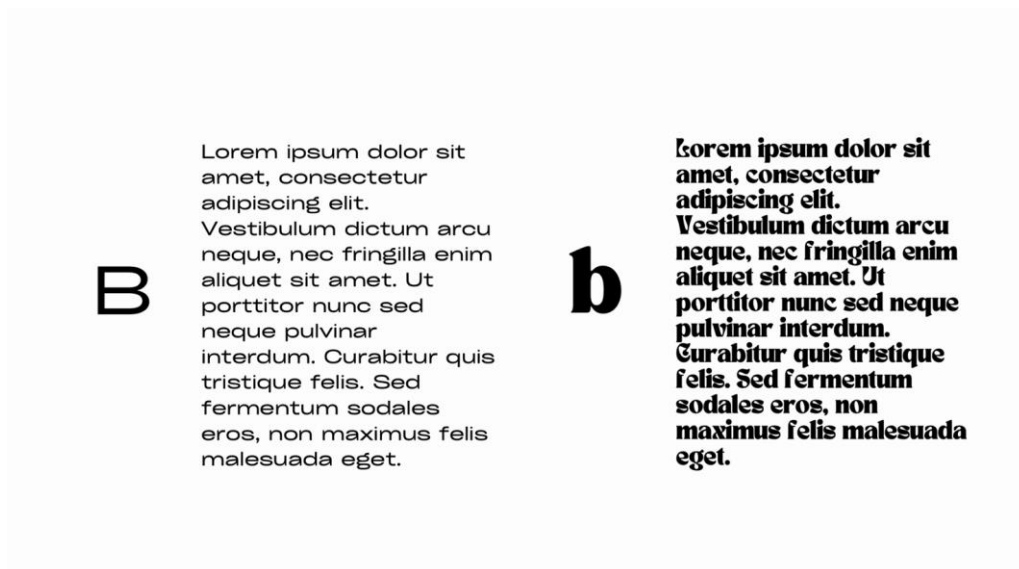 B
Lorem ipsum dolor sit
amet, consectetur
adipiscing elit.
Vestibulum dictum arcu
neque, nec fringilla enim
aliquet sit amet. Ut
porttitor nunc sed
neque pulvinar
interdum. Curabitur quis
tristique felis. Sed
fermentum sodales
eros, non maximus felis
malesuada eget.
b
Lorem ipsum dolor sit
amet, consectetur
adipiscing elit.
Vestibulum dictum arcu
neque, nec fringilla enim
aliquet sit amet. Ut
porttitor nunc sed neque
pulvinar interdum.
Curabitur quis tristique
felis. Sed fermentum
sodales eros, non
maximus felis malesuada
eget.